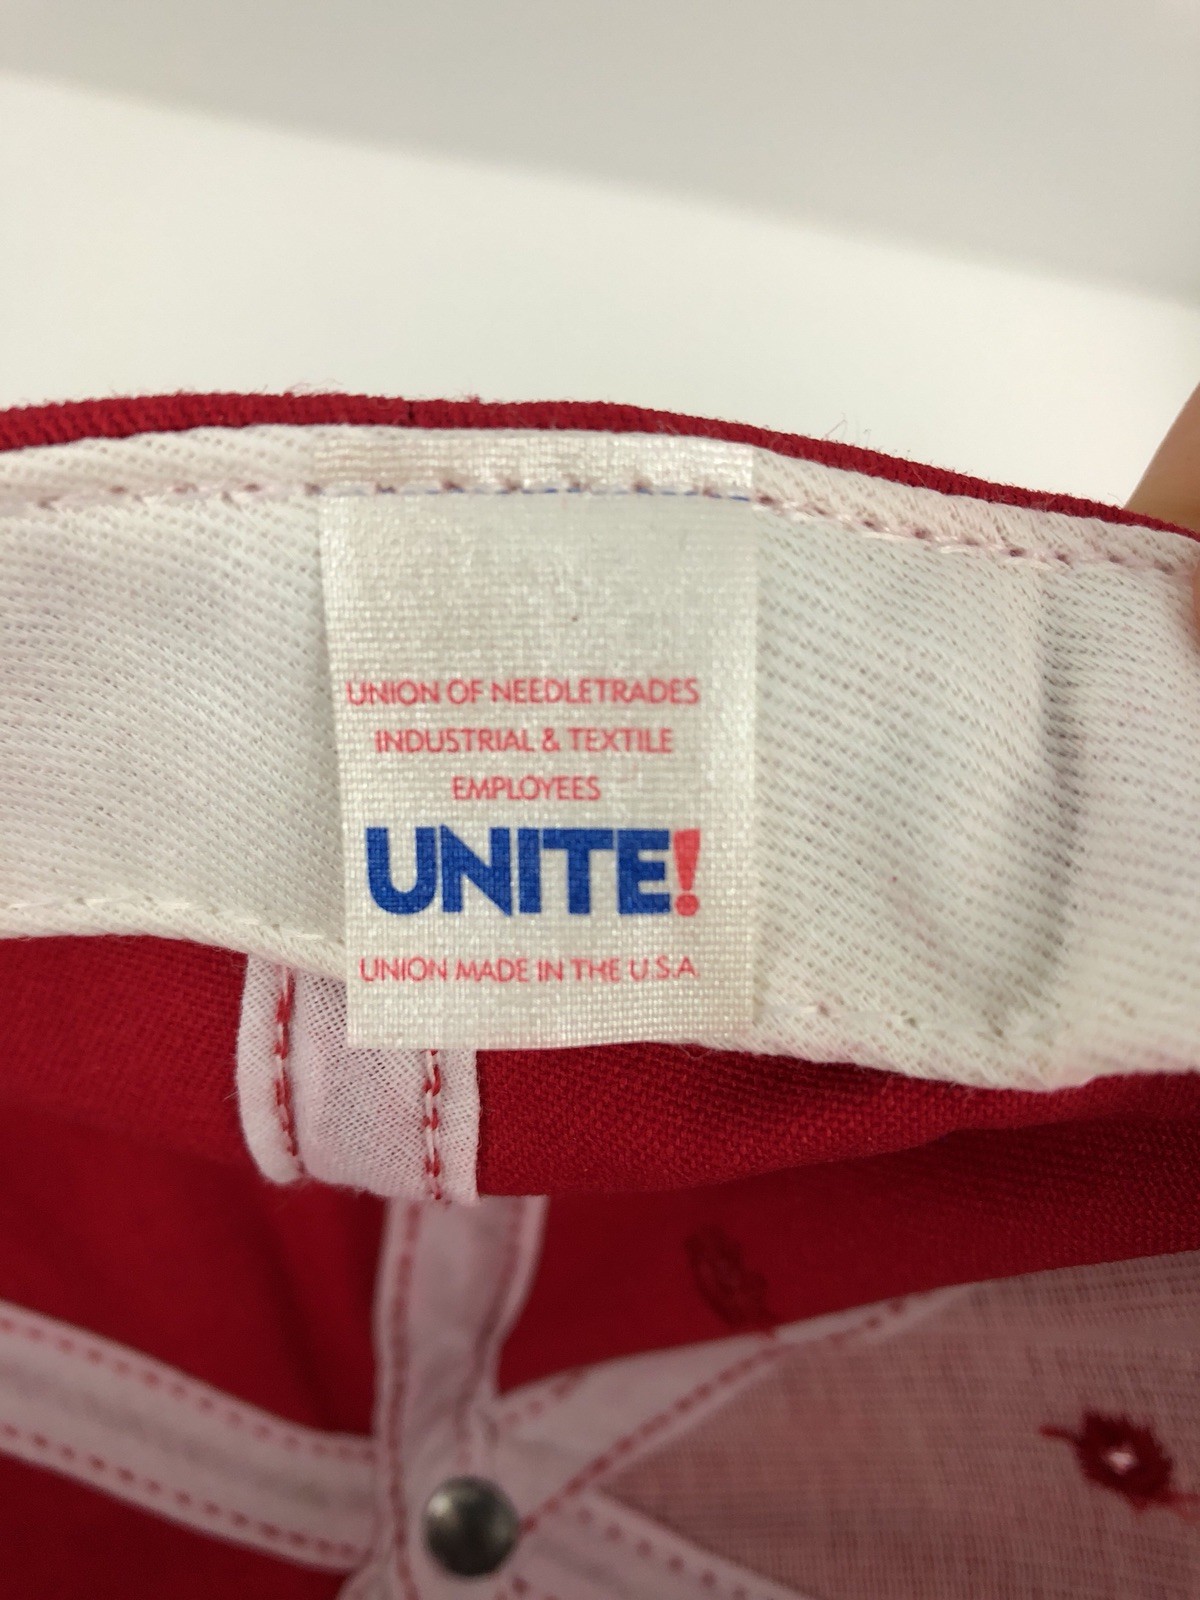 UNION OF NEEDLETRADES
INDUSTRIAL & TEXTILE
EMPLOYEES
UNITE!
UNION MADE IN THE U.S.A.